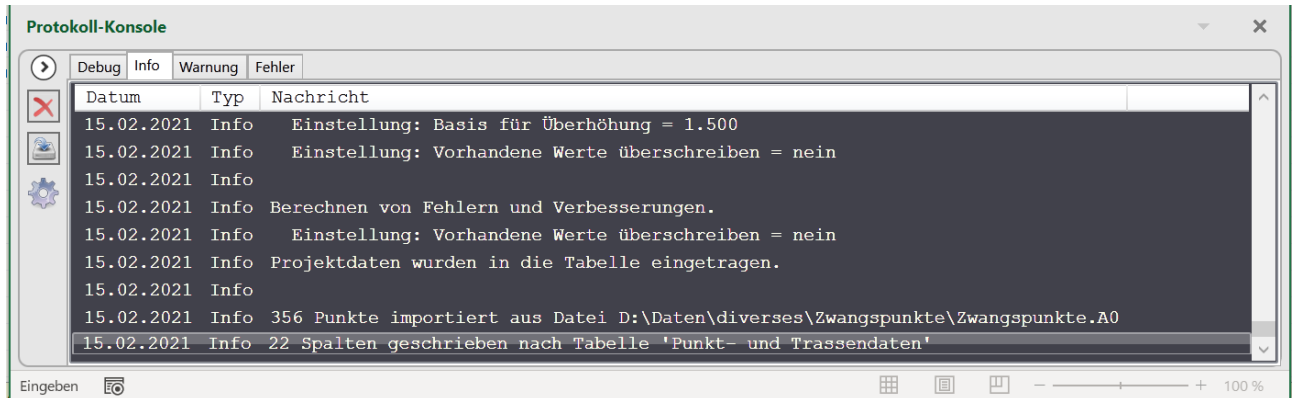 Protokoll-Konsole
Debug Info Warnung Fehler
Datum Typ Nachricht
15.02.2021 Info Einstellung: Basis für Überhöhung = 1.500
15.02.2021 Info Einstellung: Vorhandene Werte überschreiben = nein
15.02.2021 Info
15.02.2021 Info Berechnen von Fehlern und Verbesserungen.
15.02.2021 Info Einstellung: Vorhandene Werte überschreiben = nein
15.02.2021 Info Projektdaten wurden in die Tabelle eingetragen.
15.02.2021 Info
15.02.2021 Info 356 Punkte importiert aus Datei D:\Daten\diverses\Zwangspunkte\Zwangspunkte.A0
15.02.2021 Info 22 Spalten geschrieben nach Tabelle 'Punkt- und Trassendaten'
Eingeben 100 %